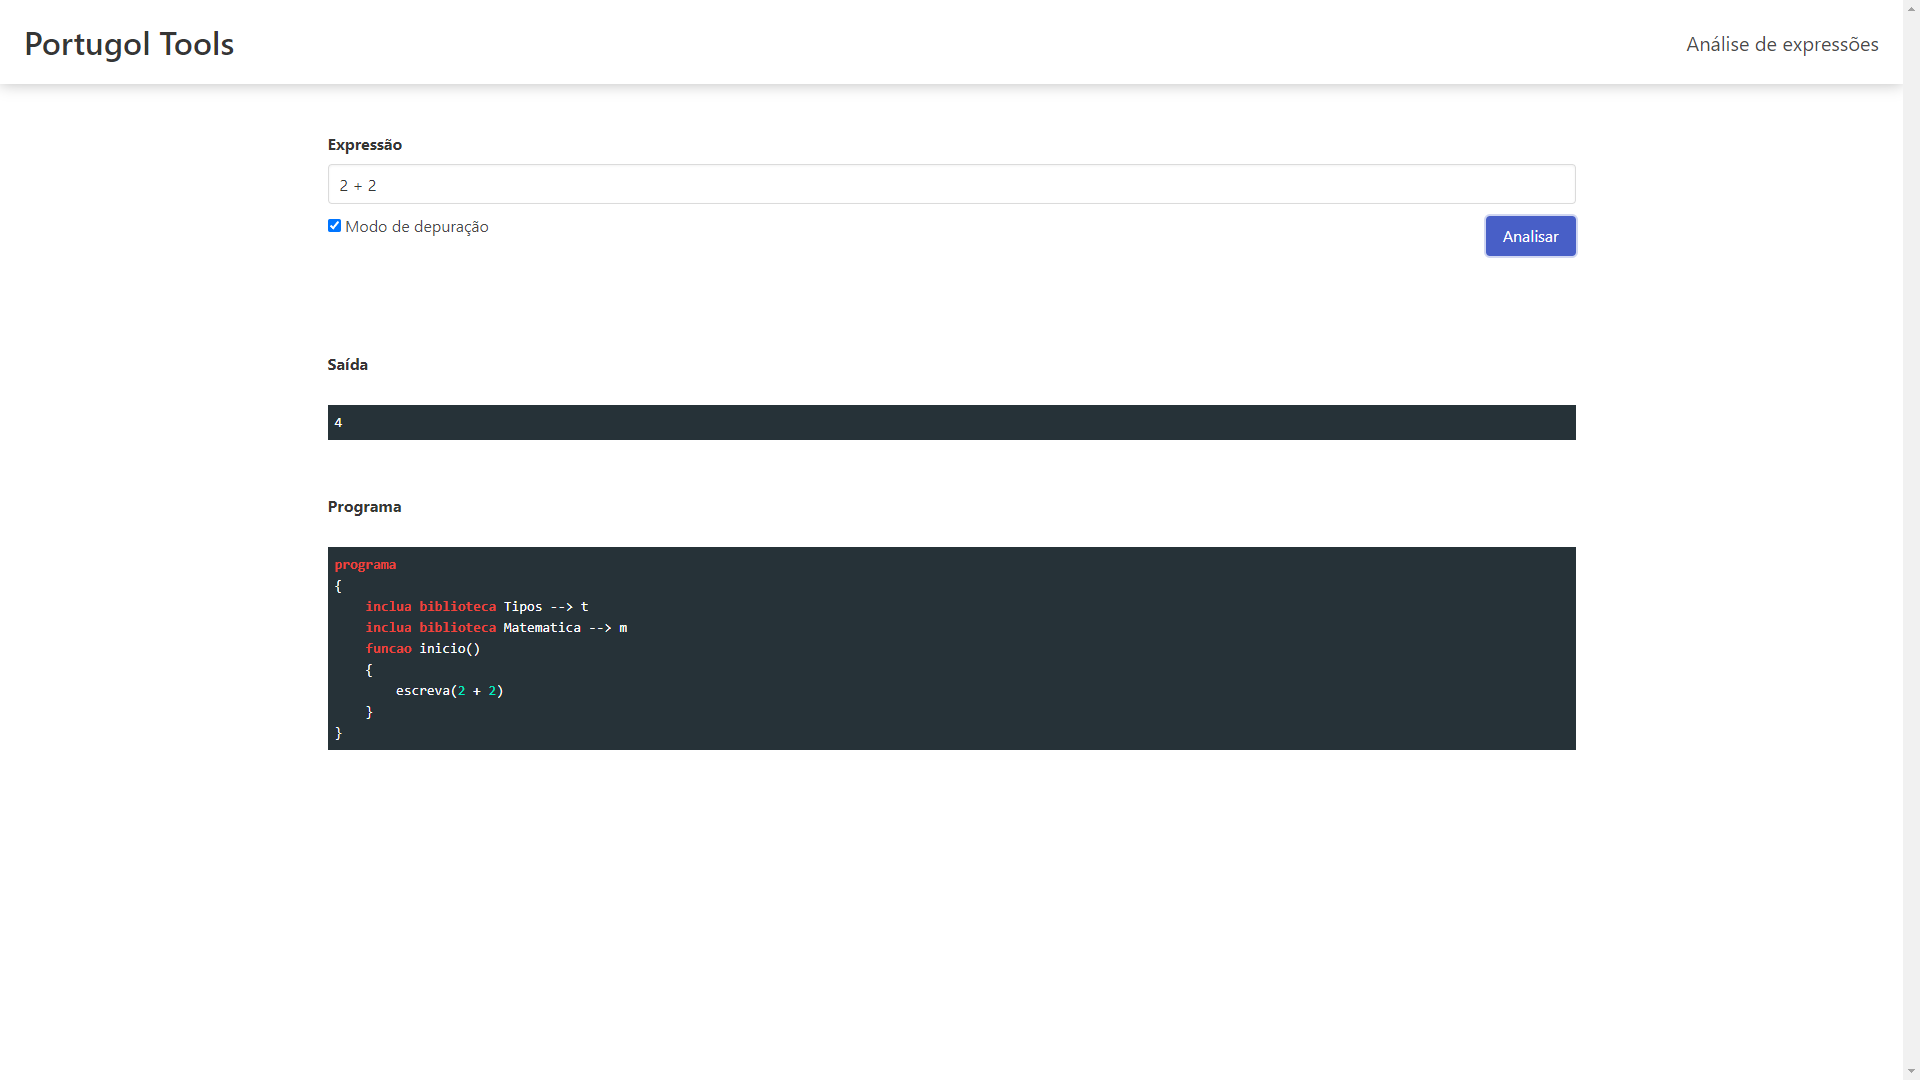 Portugol Tools
Análise de expressões
Expressão
2 + 2
Modo de depuração
Analisar
Saída
4
Programa
programa
{
    inclua biblioteca Tipos --> t
    inclua biblioteca Matematica --> m
    funcao inicio()
    {
        escreva(2 + 2)
    }
}